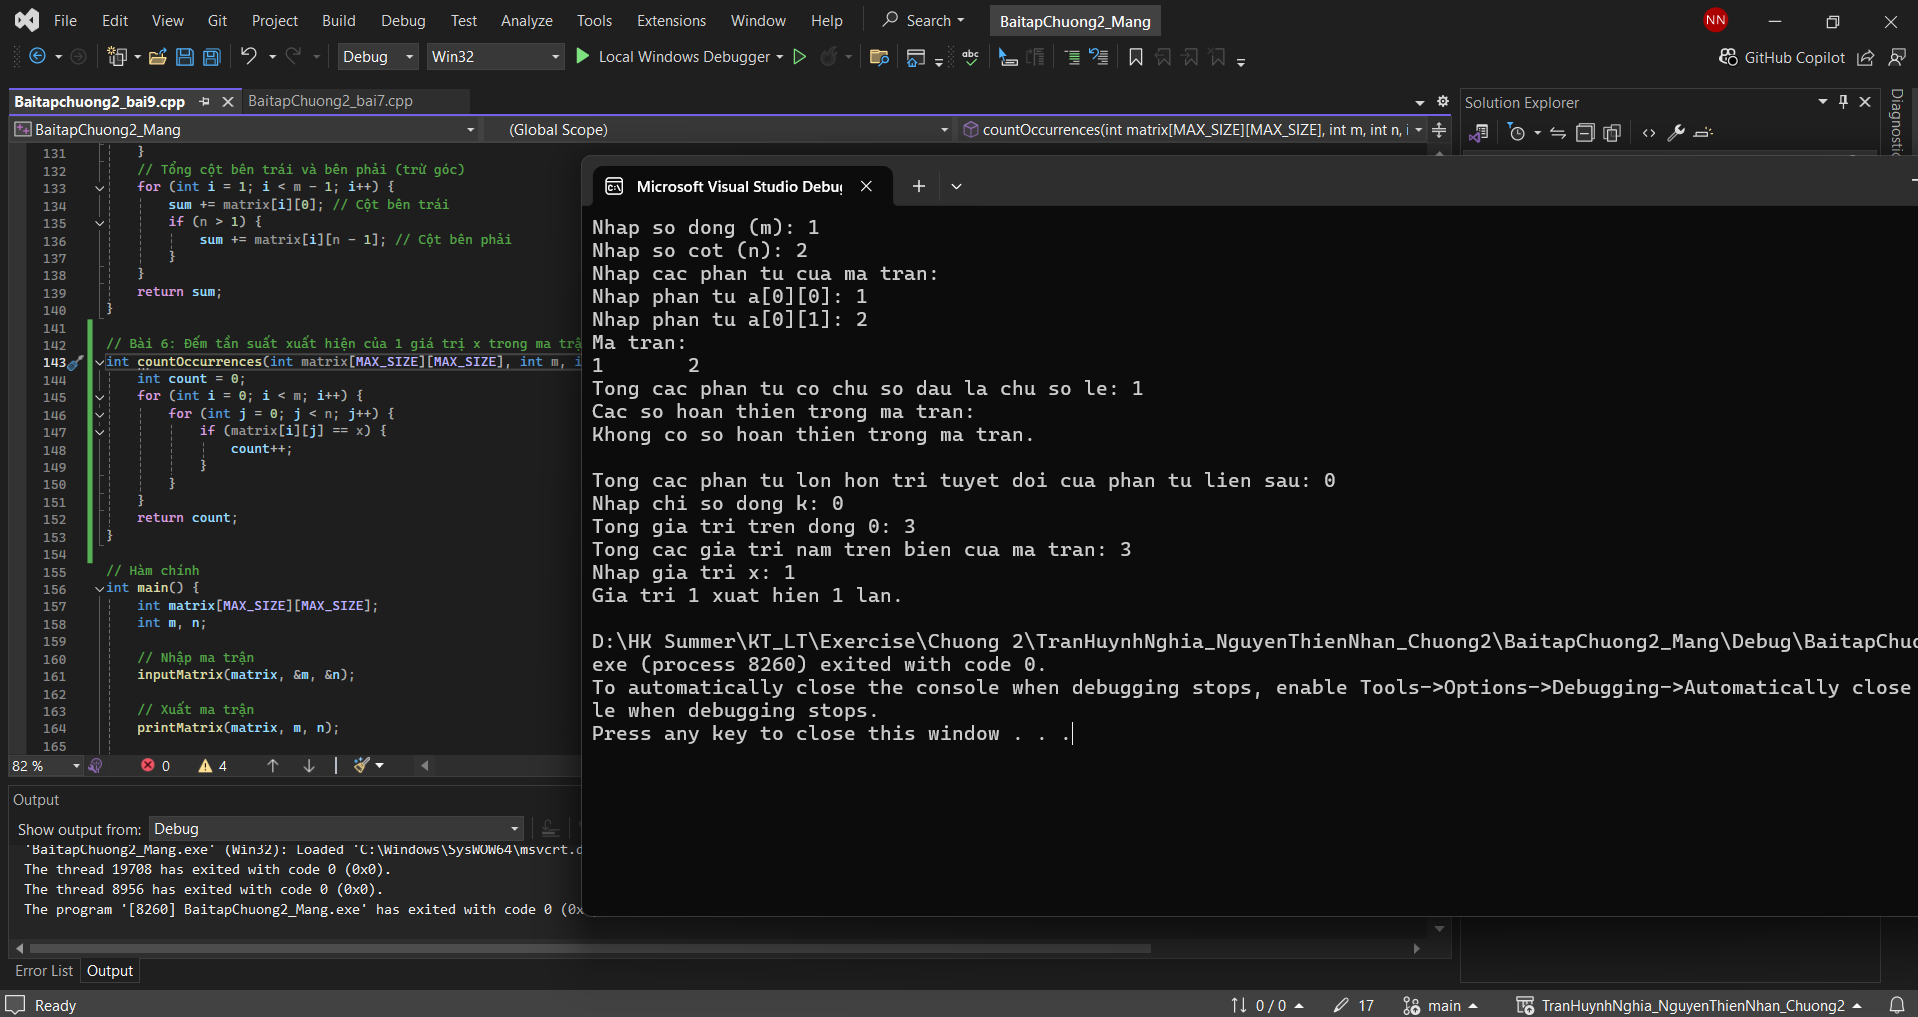 File Edit View Git Project Build Debug Test Analyze Tools Extensions Window Help Search BaitapChuong2_Mang NN
Debug Win32 Local Windows Debugger abc GitHub Copilot
Baitapchuong2_bai9.cpp BaitapChuong2_bai7.cpp
BaitapChuong2_Mang (Global Scope) countOccurrences(int matrix[MAX_SIZE][MAX_SIZE], int m, int n, i
131 }
132 // Tổng cột bên trái và bên phải (trừ góc)
133 for (int i = 1; i < m - 1; i++) {
134 sum += matrix[i][0]; // Cột bên trái
135 if (n > 1) {
136 sum += matrix[i][n - 1]; // Cột bên phải
137 }
138 }
139 return sum;
140 }
141
142 // Bài 6: Đếm tần suất xuất hiện của 1 giá trị x trong ma trậ
143 int countOccurrences(int matrix[MAX_SIZE][MAX_SIZE], int m, i
144 int count = 0;
145 for (int i = 0; i < m; i++) {
146 for (int j = 0; j < n; j++) {
147 if (matrix[i][j] == x) {
148 count++;
149 }
150 }
151 }
152 return count;
153 }
154
155 // Hàm chính
156 int main() {
157 int matrix[MAX_SIZE][MAX_SIZE];
158 int m, n;
159
160 // Nhập ma trận
161 inputMatrix(matrix, &m, &n);
162
163 // Xuất ma trận
164 printMatrix(matrix, m, n);
165
82 % 0 4
Output
Show output from: Debug
'BaitapChuong2_Mang.exe' (Win32): Loaded 'C:\Windows\SysWOW64\msvcrt.d
The thread 19708 has exited with code 0 (0x0).
The thread 8956 has exited with code 0 (0x0).
The program '[8260] BaitapChuong2_Mang.exe' has exited with code 0 (0x
Error List Output
Microsoft Visual Studio Debu
Nhap so dong (m): 1
Nhap so cot (n): 2
Nhap cac phan tu cua ma tran:
Nhap phan tu a[0][0]: 1
Nhap phan tu a[0][1]: 2
Ma tran:
1 2
Tong cac phan tu co chu so dau la chu so le: 1
Cac so hoan thien trong ma tran:
Khong co so hoan thien trong ma tran.
Tong cac phan tu lon hon tri tuyet doi cua phan tu lien sau: 0
Nhap chi so dong k: 0
Tong gia tri tren dong 0: 3
Tong cac gia tri nam tren bien cua ma tran: 3
Nhap gia tri x: 1
Gia tri 1 xuat hien 1 lan.
D:\HK Summer\KT_LT\Exercise\Chuong 2\TranHuynhNghia_NguyenThienNhan_Chuong2\BaitapChuong2_Mang\Debug\BaitapChuo
exe (process 8260) exited with code 0.
To automatically close the console when debugging stops, enable Tools->Options->Debugging->Automatically close
le when debugging stops.
Press any key to close this window . . .
Solution Explorer
Diagnostic
Ready 0 / 0 17 main TranHuynhNghia_NguyenThienNhan_Chuong2